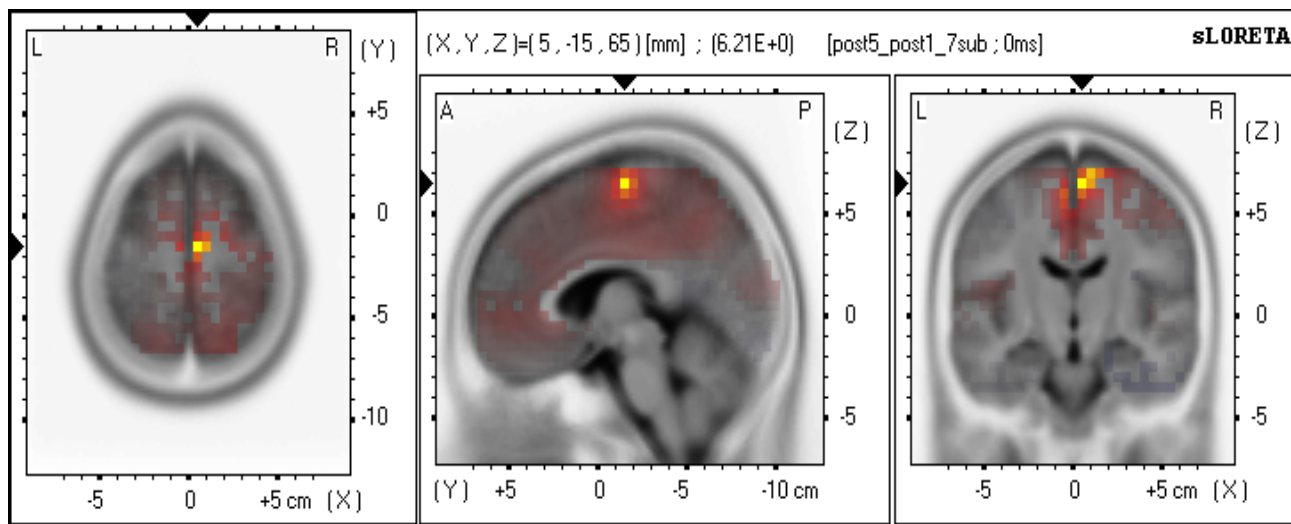 (X, Y, Z)=( 5 , -15 , 65 ) [mm] ; (6.21E+0) [post5_post1_7sub ; 0ms] sLORETA
L R (Y)
+5
0
-5
-10
-5 0 +5 cm (X)
A P (Z)
+5
0
-5
(Y) +5 0 -5 -10 cm
L R (Z)
+5
0
-5
-5 0 +5 cm (X)